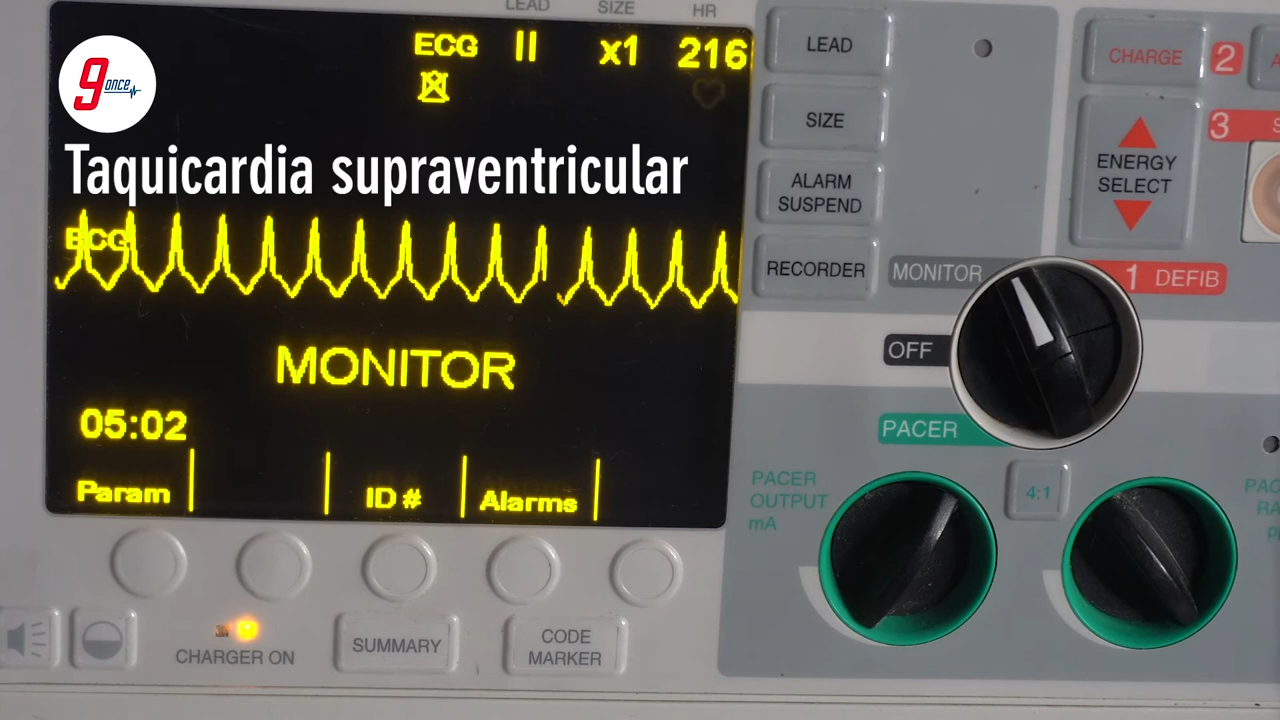 LEAD SIZE HR
ECG II x1 216
9once
Taquicardia supraventricular
ECG
MONITOR
05:02
Param ID # Alarms
CHARGER ON
SUMMARY
CODE
MARKER
LEAD
SIZE
ALARM
SUSPEND
RECORDER
CHARGE
2
3
ENERGY
SELECT
MONITOR
1 DEFIB
OFF
PACER
PACER
OUTPUT
mA
4:1